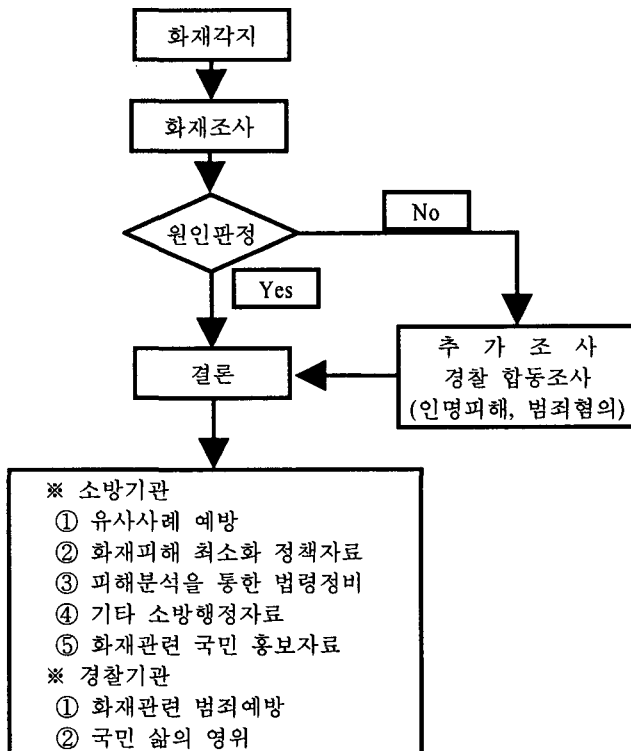 화재각지
화재조사
원인판정
No
Yes
추 가 조 사
경찰 합동조사
(인명피해, 범죄혐의)
결론
※ 소방기관
① 유사사례 예방
② 화재피해 최소화 정책자료
③ 피해분석을 통한 법령정비
④ 기타 소방행정자료
⑤ 화재관련 국민 홍보자료
※ 경찰기관
① 화재관련 범죄예방
② 국민 삶의 영위